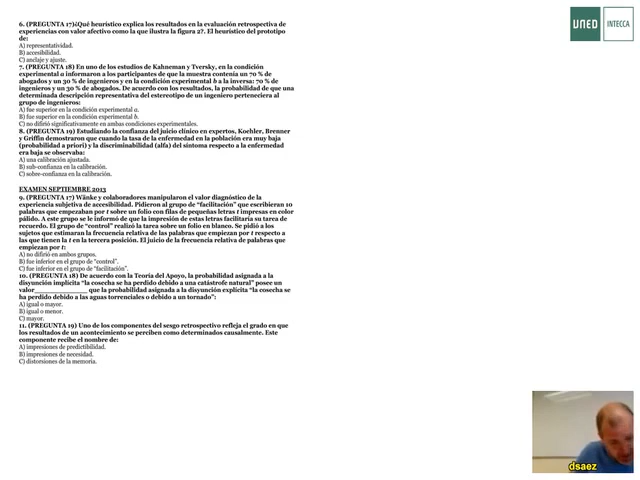 6. (PREGUNTA 17)¿iQué heurístico explica los resultados en la evaluación retrospectiva de
experiencias con valor afectivo como la que ilustra la figura 2?. El heurístico del prototipo
de:
A) representatividad.
B) accesibilidad.
C) anclaje y ajuste.
7. (PREGUNTA 18) En uno de los estudios de Kahneman y Tversky, en la condición
experimental a informaron a los participantes de que la muestra contenía un 70 % de
abogados y un 30 % de ingenieros y en la condición experimental b a la inversa: 70 % de
ingenieros y un 30% de abogados. De acuerdo con los resultados, la probabilidad de que una
determinada descripción representativa del estereotipo de un ingeniero perteneciera al
grupo de ingenieros:
A) fue superior en la condición experimental a.
B) fue superior en la condición experimental b.
C) no difirió significativamente en ambas condiciones experimentales.
8. (PREGUNTA 19) Estudiando la confianza del juicio clínico en expertos, Koehler, Brenner
y Griffin demostraron que cuando la tasa de la enfermedad en la población era muy baja
(probabilidad a priori) y la discriminabilidad (alfa) del síntoma respecto a la enfermedad
era baja se observaba:
A) una calibración ajustada.
B) sub-confianza en la calibración.
C) sobre-confianza en la calibración.
EXAMEN SEPTIEMBRE 2013
9. (PREGUNTA 17) Wänke y colaboradores manipularon el valor diagnóstico de la
experiencia subjetiva de accesibilidad. Pidieron al grupo de "facilitación" que escribieran 10
palabras que empezaban por t sobre un folio con filas de pequeñas letras t impresas en color
pálido. A este grupo se le informó de que la impresión de estas letras facilitaría su tarea de
recuerdo. El grupo de "control" realizó la tarea sobre un folio en blanco. Se pidió a los
sujetos que estimaran la frecuencia relativa de las palabras que empiezan por t respecto a
las que tienen la t en la tercera posición. El juicio de la frecuencia relativa de palabras que
empiezan por t:
A) no difirió en ambos grupos.
B) fue inferior en el grupo de "control".
C) fue inferior en el grupo de "facilitación".
10. (PREGUNTA 18) De acuerdo con la Teoría del Apoyo, la probabilidad asignada a la
disyunción implícita "la cosecha se ha perdido debido a una catástrofe natural" posee un
valor______________ que la probabilidad asignada a la disyunción explícita "la cosecha se
ha perdido debido a las aguas torrenciales o debido a un tornado":
A) igual o mayor.
B) igual o menor.
C) mayor.
11. (PREGUNTA 19) Uno de los componentes del sesgo retrospectivo refleja el grado en que
los resultados de un acontecimiento se perciben como determinados causalmente. Este
componente recibe el nombre de:
A) impresiones de predictibilidad.
B) impresiones de necesidad.
C) distorsiones de la memoria.
UNED
INTECCA
dsaez